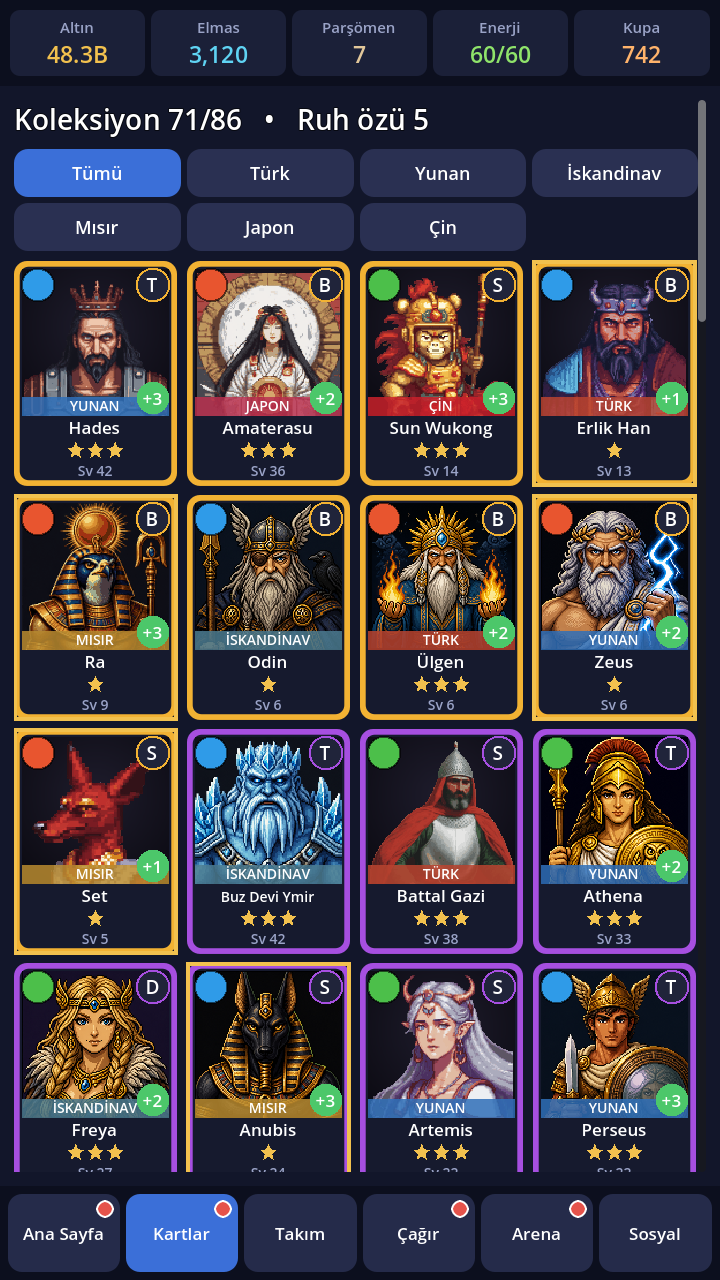 Altın Elmas Parşömen Enerji Kupa
48.3B 3,120 7 60/60 742
Koleksiyon 71/86 • Ruh özü 5
Tümü Türk Yunan İskandinav
Mısır Japon Çin
T B S B
YUNAN +3 JAPON +2 ÇİN +3 TÜRK +1
Hades Amaterasu Sun Wukong Erlik Han
Sv 42 Sv 36 Sv 14 Sv 13
B B B B
MISIR +3 İSKANDİNAV TÜRK +2 YUNAN +2
Ra Odin Ülgen Zeus
Sv 9 Sv 6 Sv 6 Sv 6
S T S T
MISIR +1 İSKANDİNAV TÜRK YUNAN +2
Set Buz Devi Ymir Battal Gazi Athena
Sv 5 Sv 42 Sv 38 Sv 33
D S S T
İSKANDİNAV +2 MISIR +3 YUNAN YUNAN +3
Freya Anubis Artemis Perseus
Ana Sayfa Kartlar Takım Çağır Arena Sosyal